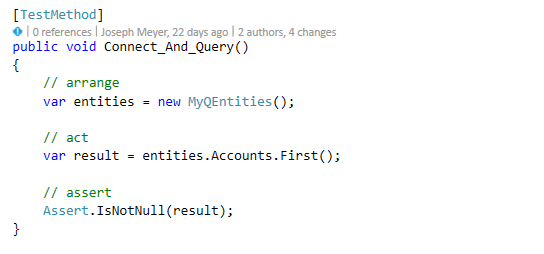 [TestMethod]
| 0 references | Joseph Meyer, 22 days ago | 2 authors, 4 changes
public void Connect_And_Query()
{
// arrange
var entities = new MyQEntities();
// act
var result = entities.Accounts.First();
// assert
Assert.IsNotNull(result);
}